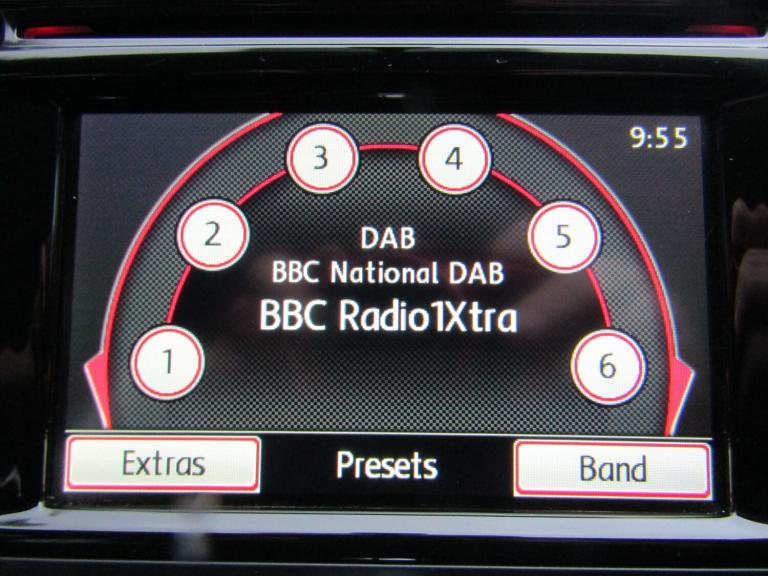 9:55
3
4
2
5
DAB
BBC National DAB
BBC Radio1Xtra
1
6
Extras
Presets
Band